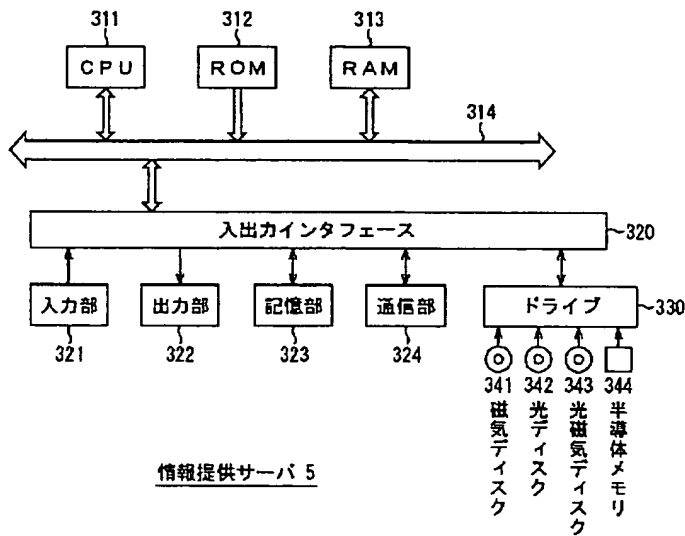 311
312
313
CPU
ROM
RAM
314
入出力インタフェース
320
入力部
出力部
記憶部
通信部
ドライブ
330
321
322
323
324
341
342
343
344
磁気ディスク
光ディスク
光磁気ディスク
半導体メモリ
情報提供サーバ 5